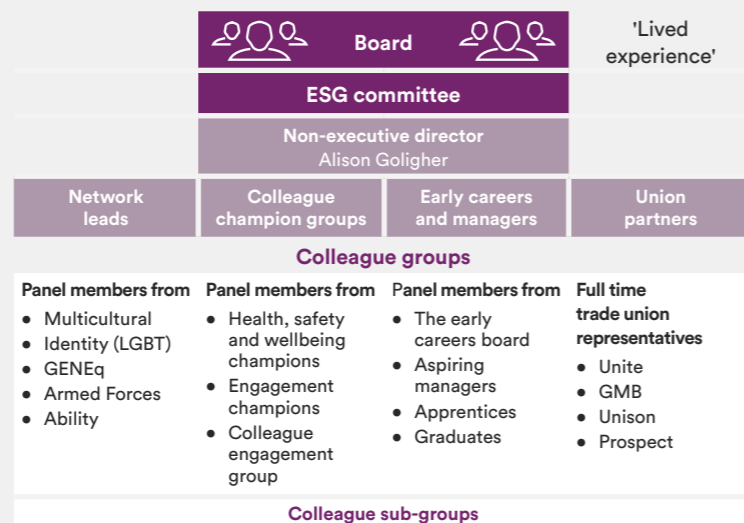 Board
'Lived
experience'
ESG committee
Non-executive director
Alison Goligher
Network
leads
Colleague
champion groups
Early careers
and managers
Union
partners
Colleague groups
Panel members from
● Multicultural
● Identity (LGBT)
● GENEq
● Armed Forces
● Ability
Panel members from
● Health, safety
and wellbeing
champions
● Engagement
champions
● Colleague
engagement
group
Panel members from
● The early
careers board
● Aspiring
managers
● Apprentices
● Graduates
Full time
trade union
representatives
● Unite
● GMB
● Unison
● Prospect
Colleague sub-groups